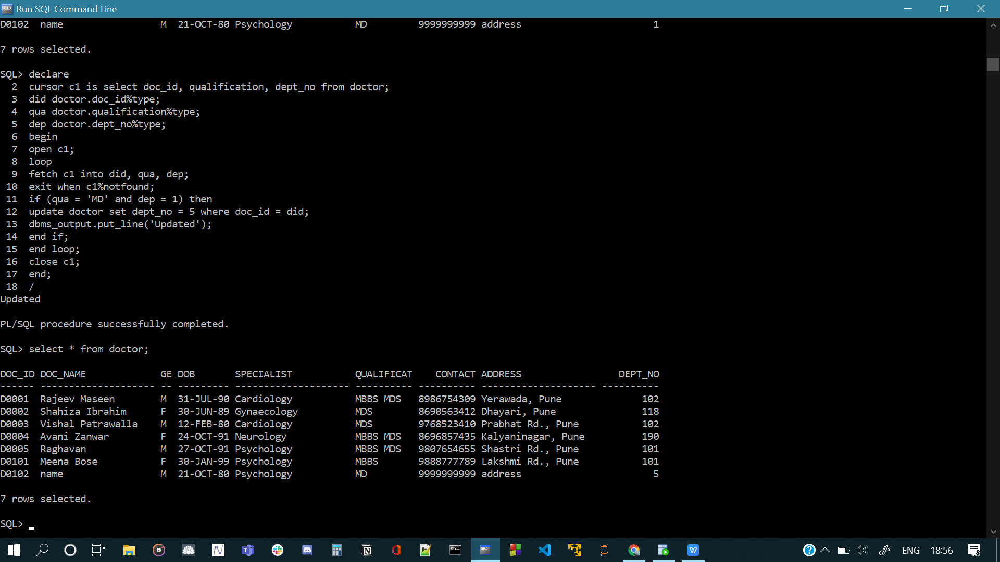 Run SQL Command Line
D0102  name                 M  21-OCT-80 Psychology           MD         9999999999 address                       1
7 rows selected.
SQL> declare
  2  cursor c1 is select doc_id, qualification, dept_no from doctor;
  3  did doctor.doc_id%type;
  4  qua doctor.qualification%type;
  5  dep doctor.dept_no%type;
  6  begin
  7  open c1;
  8  loop
  9  fetch c1 into did, qua, dep;
 10  exit when c1%notfound;
 11  if (qua = 'MD' and dep = 1) then
 12  update doctor set dept_no = 5 where doc_id = did;
 13  dbms_output.put_line('Updated');
 14  end if;
 15  end loop;
 16  close c1;
 17  end;
 18  /
Updated
PL/SQL procedure successfully completed.
SQL> select * from doctor;
DOC_ID DOC_NAME             GE DOB       SPECIALIST           QUALIFICAT    CONTACT ADDRESS                 DEPT_NO
------ -------------------- -- --------- -------------------- ---------- ---------- -------------------- ----------
D0001  Rajeev Maseen        M  31-JUL-90 Cardiology           MBBS MDS   8986754309 Yerawada, Pune              102
D0002  Shahiza Ibrahim      F  30-JUN-89 Gynaecology          MDS        8690563412 Dhayari, Pune               118
D0003  Vishal Patrawalla    M  12-FEB-80 Cardiology           MDS        9768523410 Prabhat Rd., Pune           102
D0004  Avani Zanwar         F  24-OCT-91 Neurology            MBBS MDS   8696857435 Kalyaninagar, Pune          190
D0005  Raghavan             M  27-OCT-91 Psychology           MBBS MDS   9807654655 Shastri Rd., Pune           101
D0101  Meena Bose           F  30-JAN-99 Psychology           MBBS       9888777789 Lakshmi Rd., Pune           101
D0102  name                 M  21-OCT-80 Psychology           MD         9999999999 address                       5
7 rows selected.
SQL>
ENG 18:56